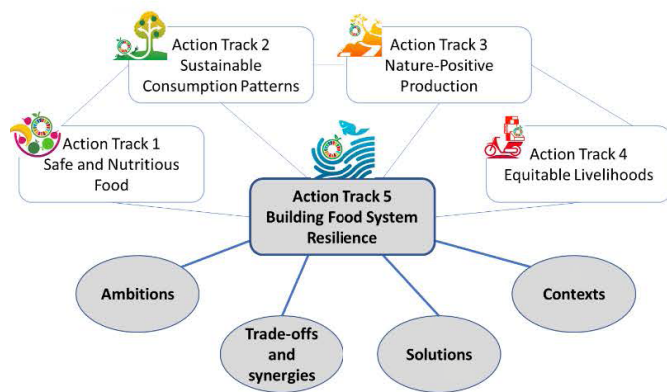 Action Track 2
Sustainable
Consumption Patterns
Action Track 3
Nature-Positive
Production
Action Track 1
Safe and Nutritious
Food
Action Track 4
Equitable Livelihoods
Action Track 5
Building Food System
Resilience
Ambitions
Trade-offs
and
synergies
Solutions
Contexts